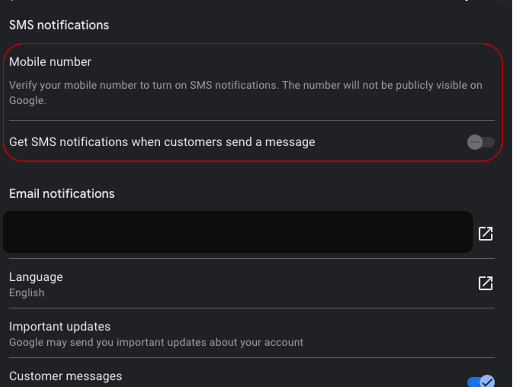 SMS notifications
Mobile number
Verify your mobile number to turn on SMS notifications. The number will not be publicly visible on
Google.
Get SMS notifications when customers send a message
Email notifications
Language
English
Important updates
Google may send you important updates about your account
Customer messages